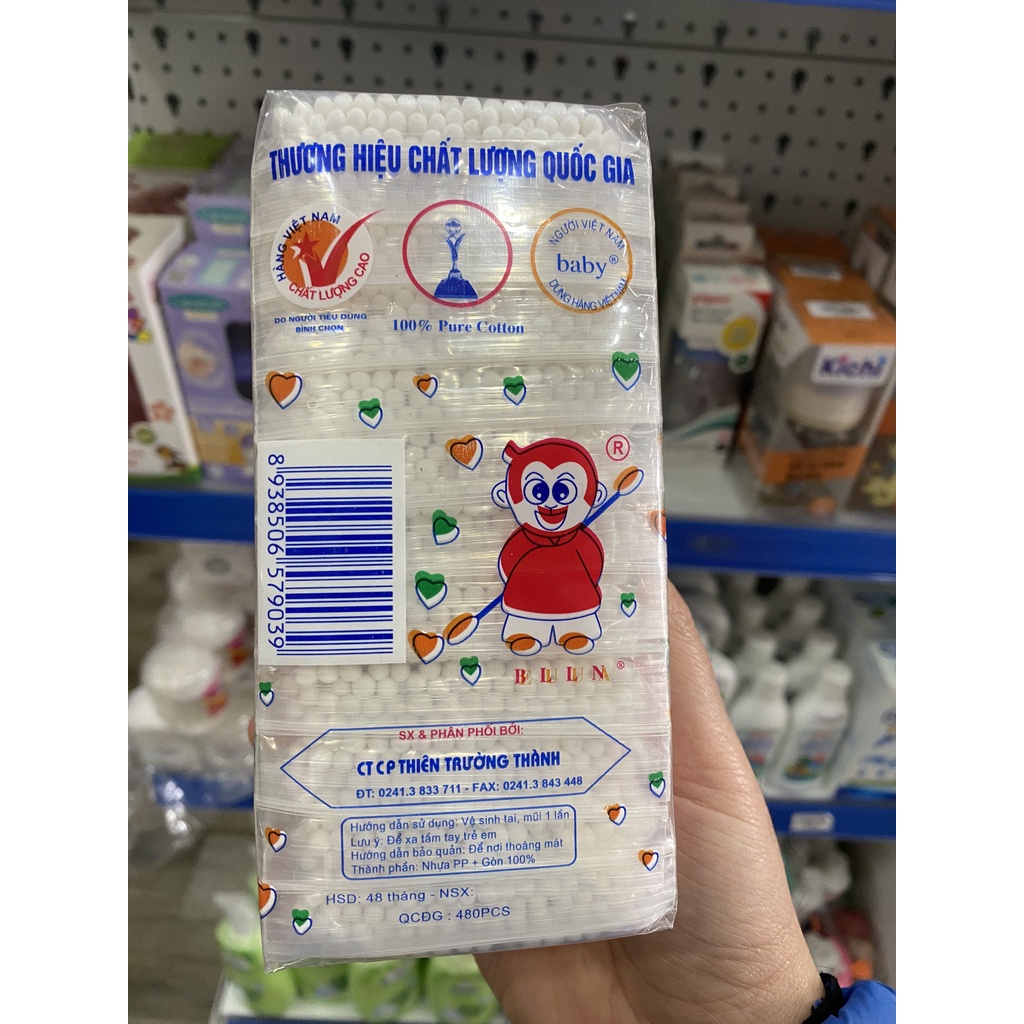 THƯƠNG HIỆU CHẤT LƯỢNG QUỐC GIA
HÀNG VIỆT NAM
CHẤT LƯỢNG CAO
DO NGƯỜI TIÊU DÙNG
BÌNH CHỌN
100% Pure Cotton
NGƯỜI VIỆT NAM
baby®
DÙNG HÀNG VIỆT NAM
Kichi
8 938506 579039
®
BLLUN®
SX & PHÂN PHỐI BỞI:
CT CP THIÊN TRƯỜNG THÀNH
ĐT: 0241.3 833 711 - FAX: 0241.3 843 448
Hướng dẫn sử dụng: Vệ sinh tai, mũi 1 lần
Lưu ý: Để xa tầm tay trẻ em
Hướng dẫn bảo quản: Để nơi thoáng mát
Thành phần: Nhựa PP + Gòn 100%
HSD: 48 tháng - NSX:
QCĐG : 480PCS